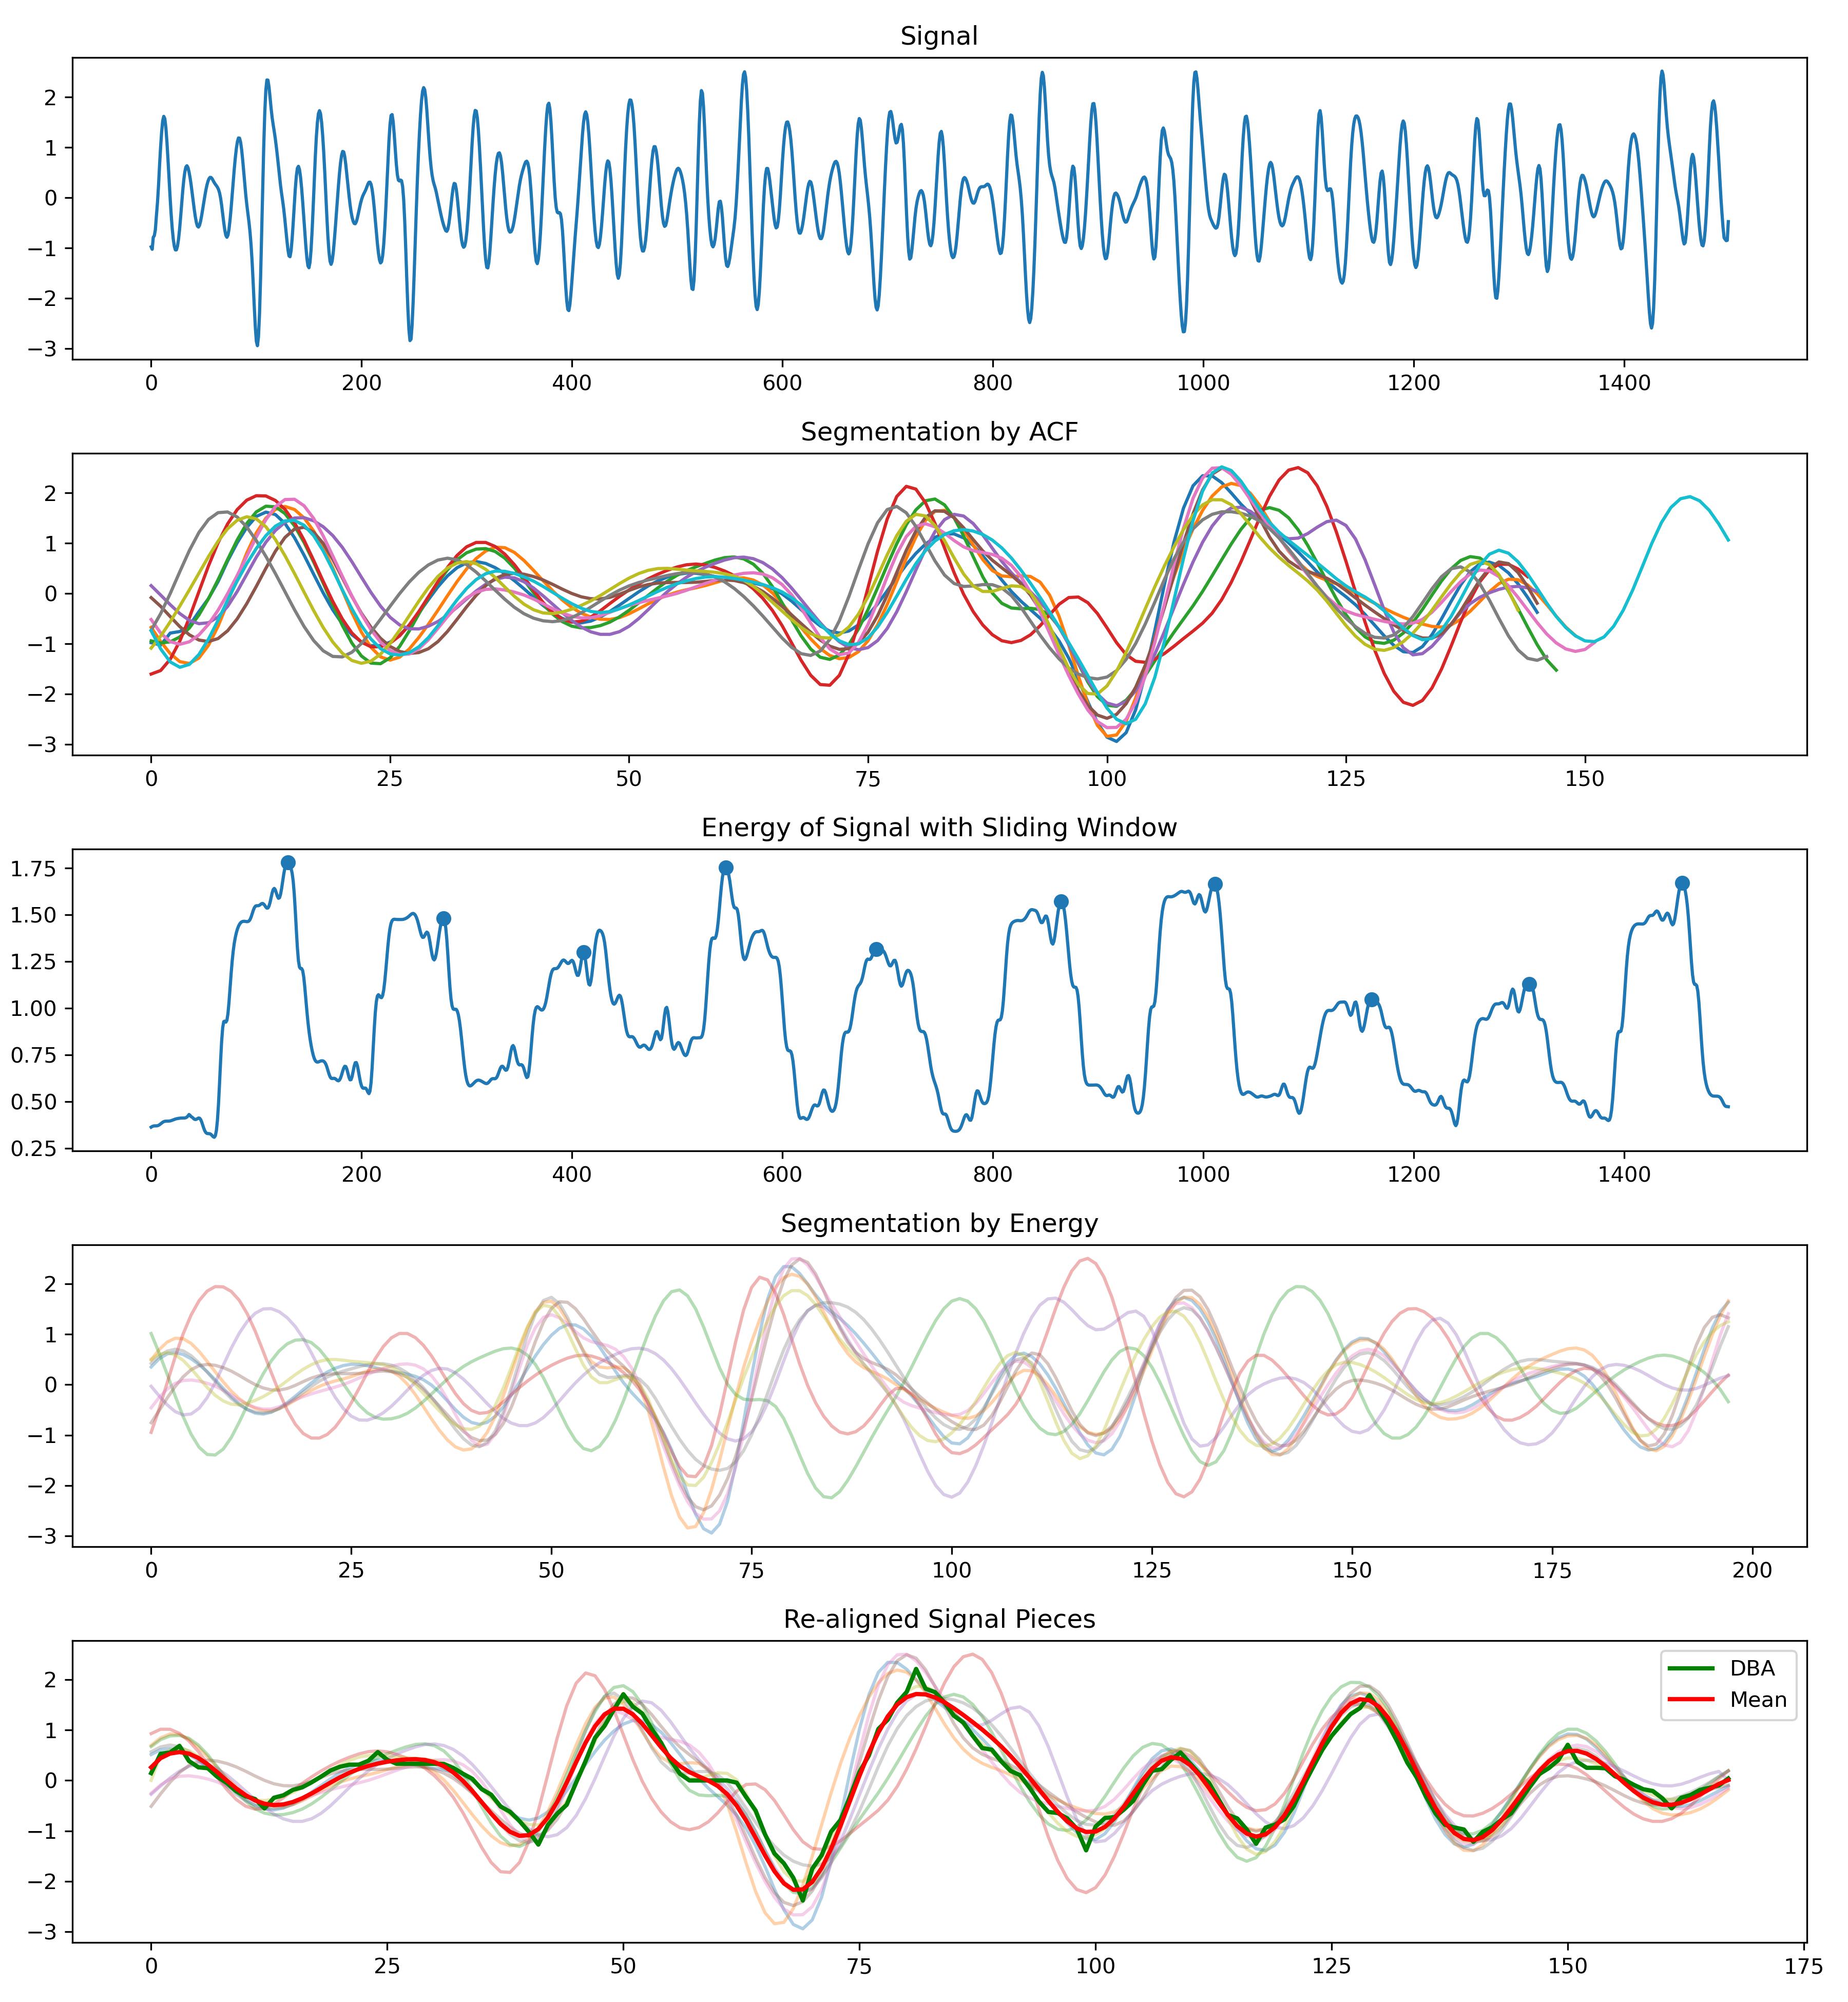 Signal
2
1
0
−1
−2
−3
0 200 400 600 800 1000 1200 1400
Segmentation by ACF
2
1
0
−1
−2
−3
0 25 50 75 100 125 150
Energy of Signal with Sliding Window
1.75
1.50
1.25
1.00
0.75
0.50
0.25
0 200 400 600 800 1000 1200 1400
Segmentation by Energy
2
1
0
−1
−2
−3
0 25 50 75 100 125 150 175 200
Re-aligned Signal Pieces
2
1
0
−1
−2
−3
DBA
Mean
0 25 50 75 100 125 150 175